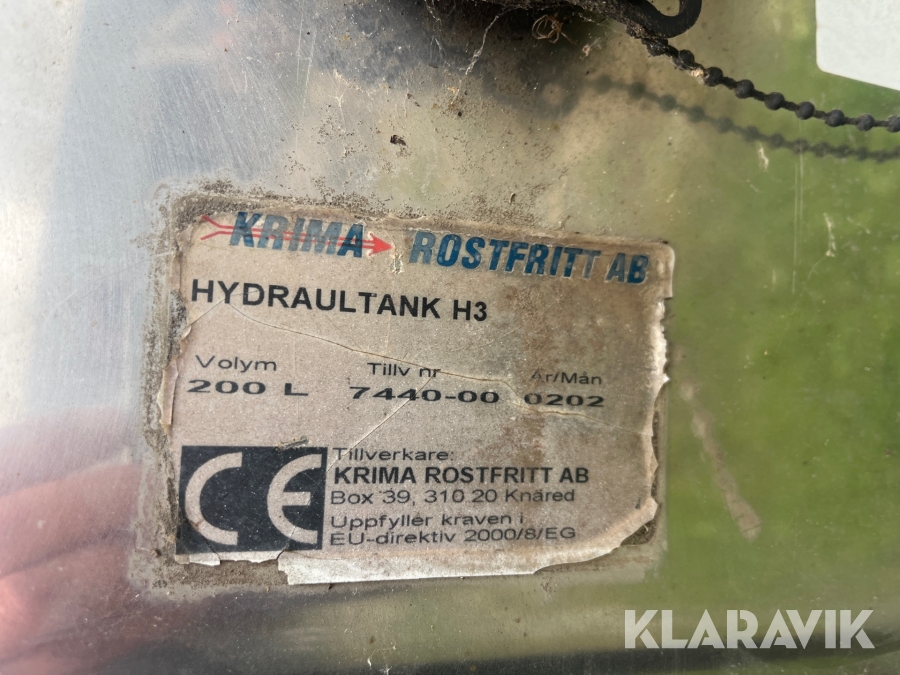 KRIMA ROSTFRITT AB
HYDRAULTANK H3
Volym Tillv nr År/Mån
200 L 7440-00 0202
CE
Tillverkare:
KRIMA ROSTFRITT AB
Box 39, 310 20 Knäred
Uppfyller kraven i
EU-direktiv 2000/8/EG
KLARAVIK